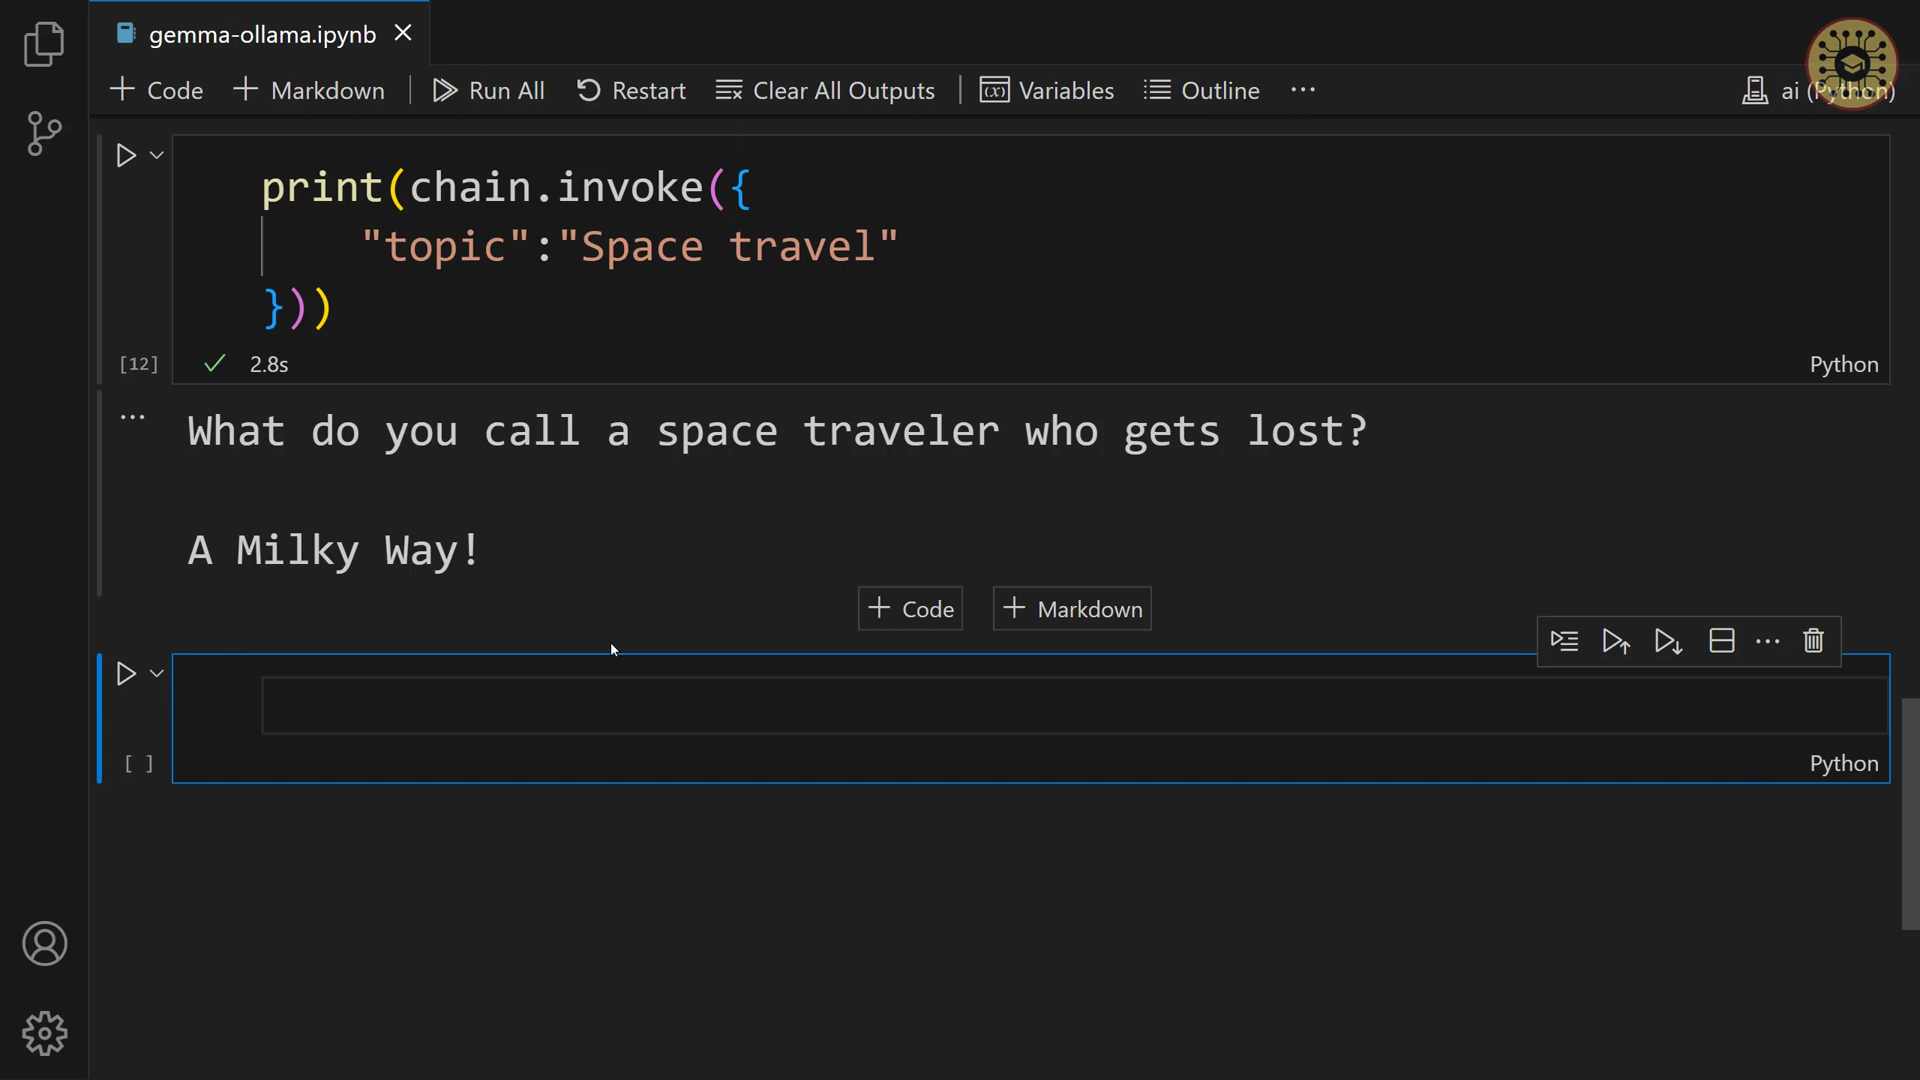 gemma-ollama.ipynb
Code Markdown Run All Restart Clear All Outputs Variables Outline ... ai (Python)
print(chain.invoke({
"topic":"Space travel"
}))
[12] 2.8s Python
What do you call a space traveler who gets lost?
A Milky Way!
+ Code + Markdown
[ ] Python